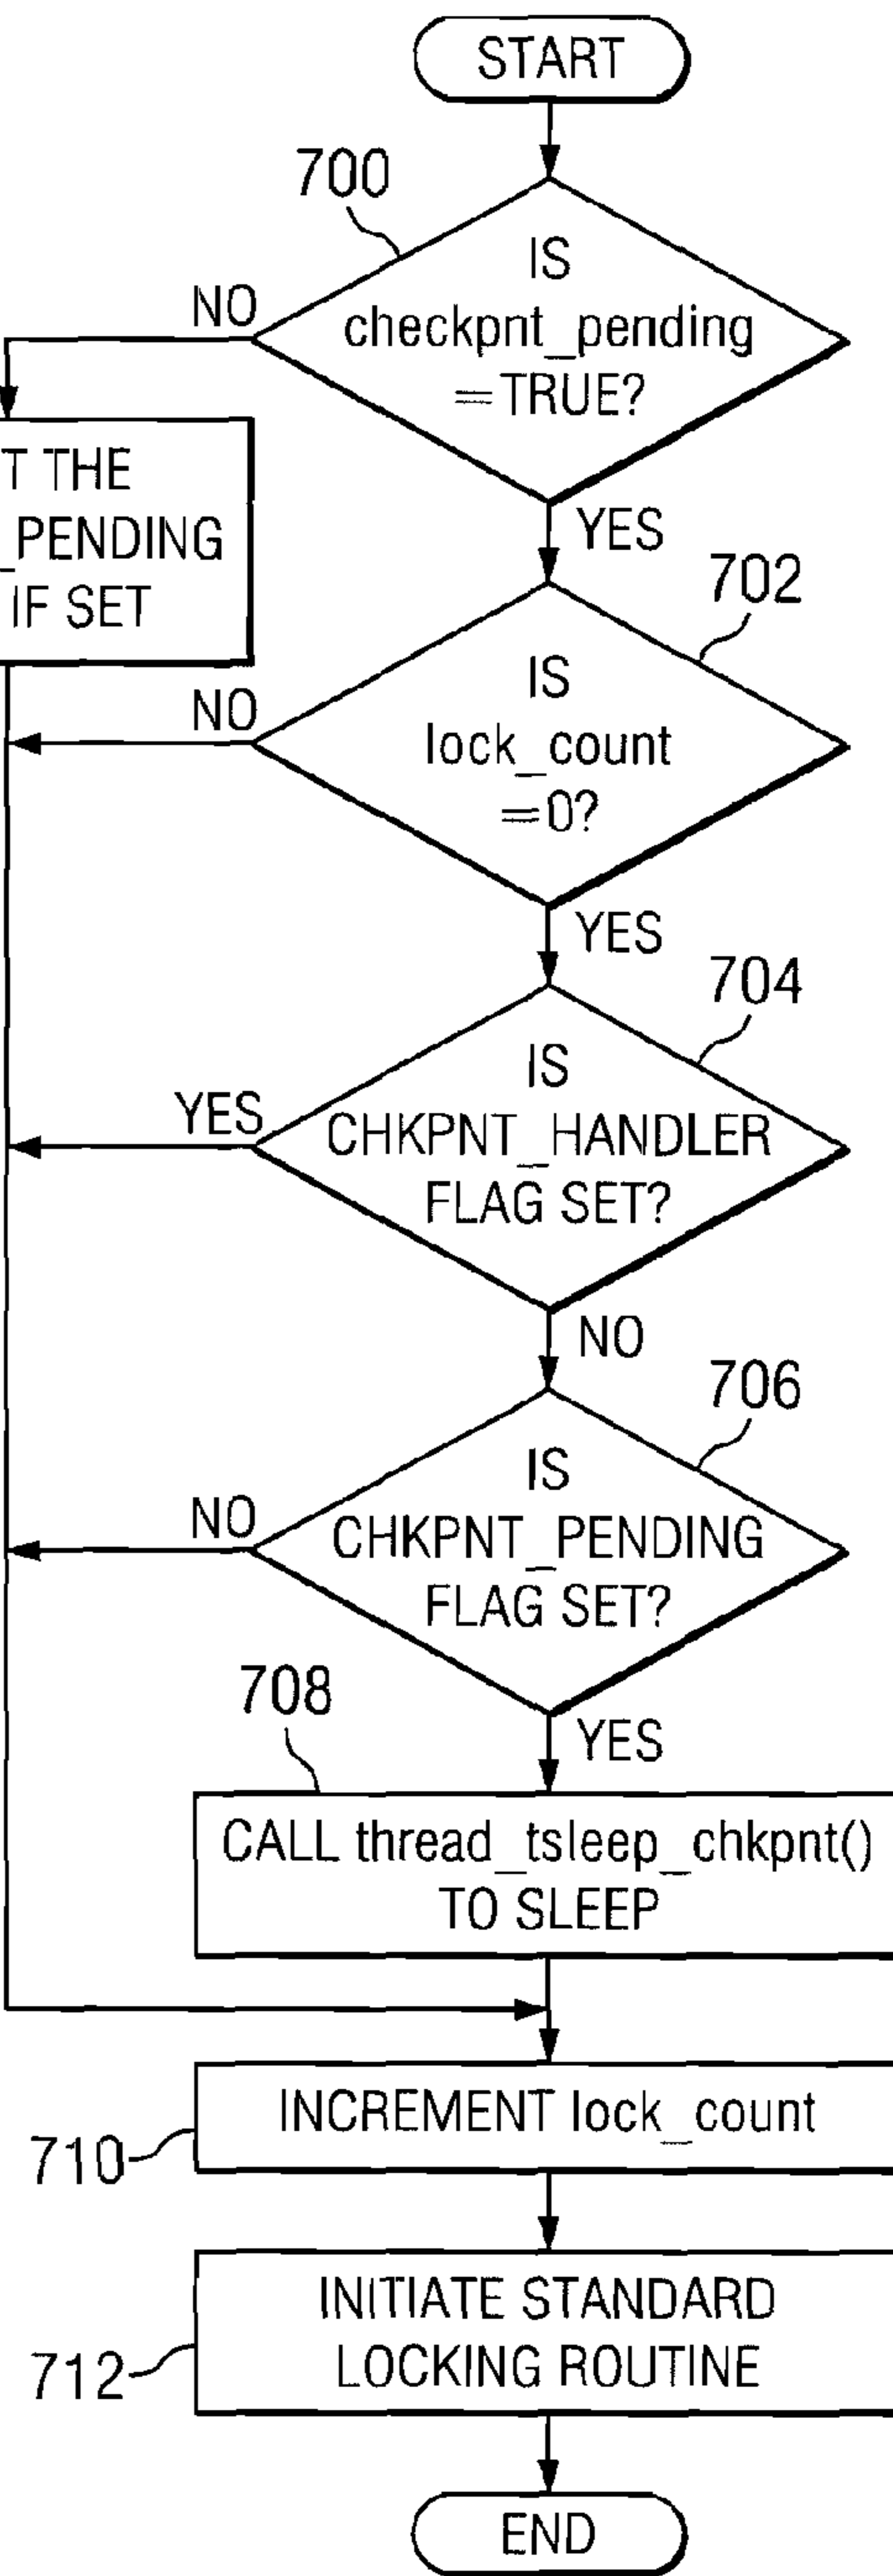 START
700
IS
checkpnt_pending
=TRUE?
NO
YES
T THE
_PENDING
IF SET
702
IS
lock_count
=0?
NO
YES
704
IS
CHKPNT_HANDLER
FLAG SET?
YES
NO
706
IS
CHKPNT_PENDING
FLAG SET?
NO
YES
708
CALL thread_tsleep_chkpnt()
TO SLEEP
INCREMENT lock_count
710
INITIATE STANDARD
LOCKING ROUTINE
712
END